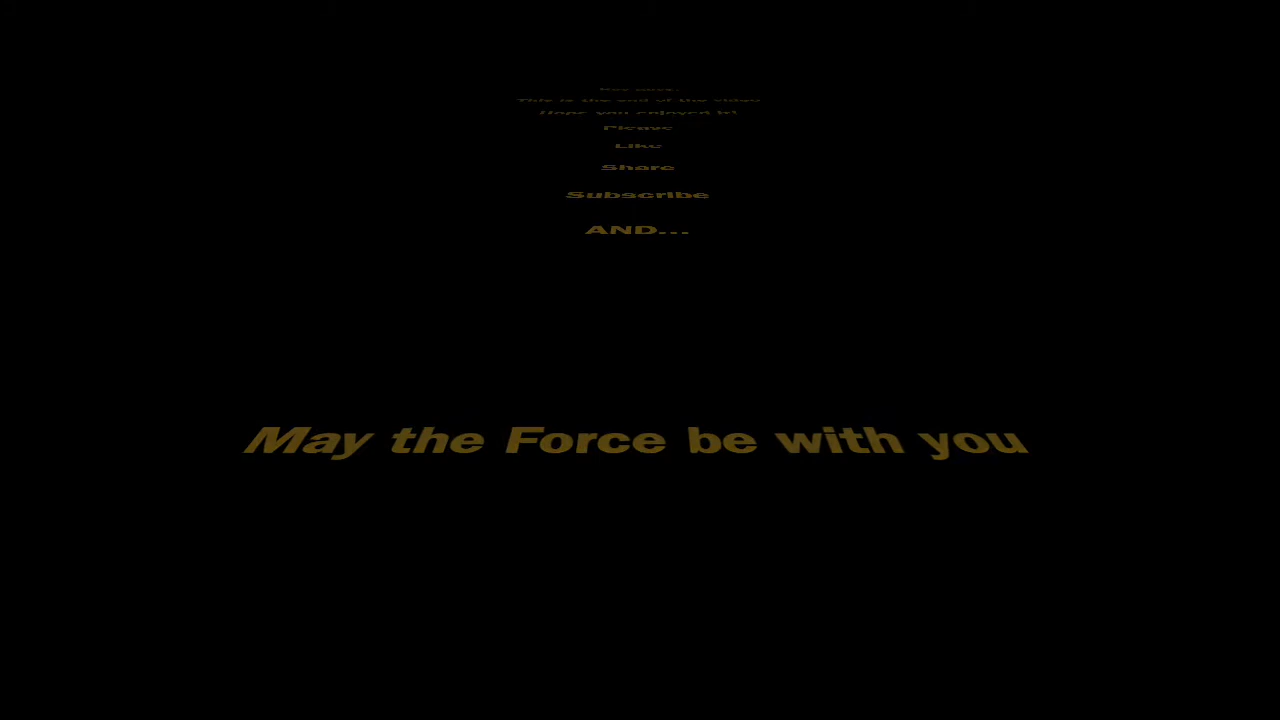 This is the end of the video
Hope you enjoyed it!
Please
Like
Share
Subscribe
AND...
May the Force be with you